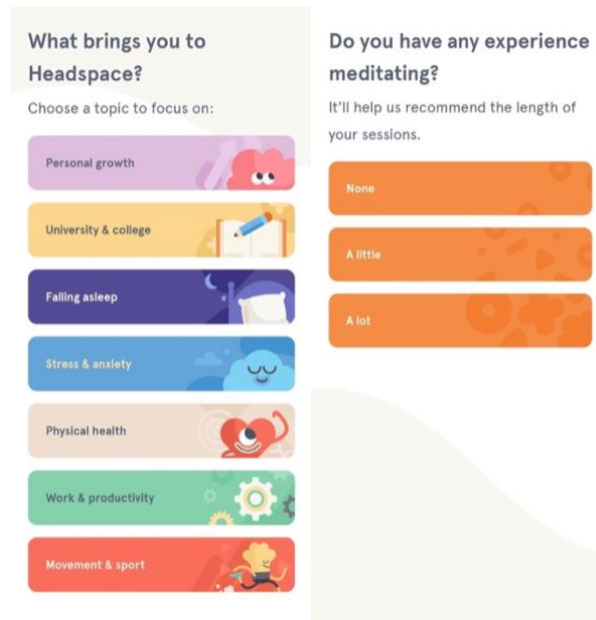 What brings you to
Headspace?
Choose a topic to focus on:
Personal growth
University & college
Falling asleep
Stress & anxiety
Physical health
Work & productivity
Movement & sport
Do you have any experience
meditating?
It'll help us recommend the length of
your sessions.
None
A little
A lot